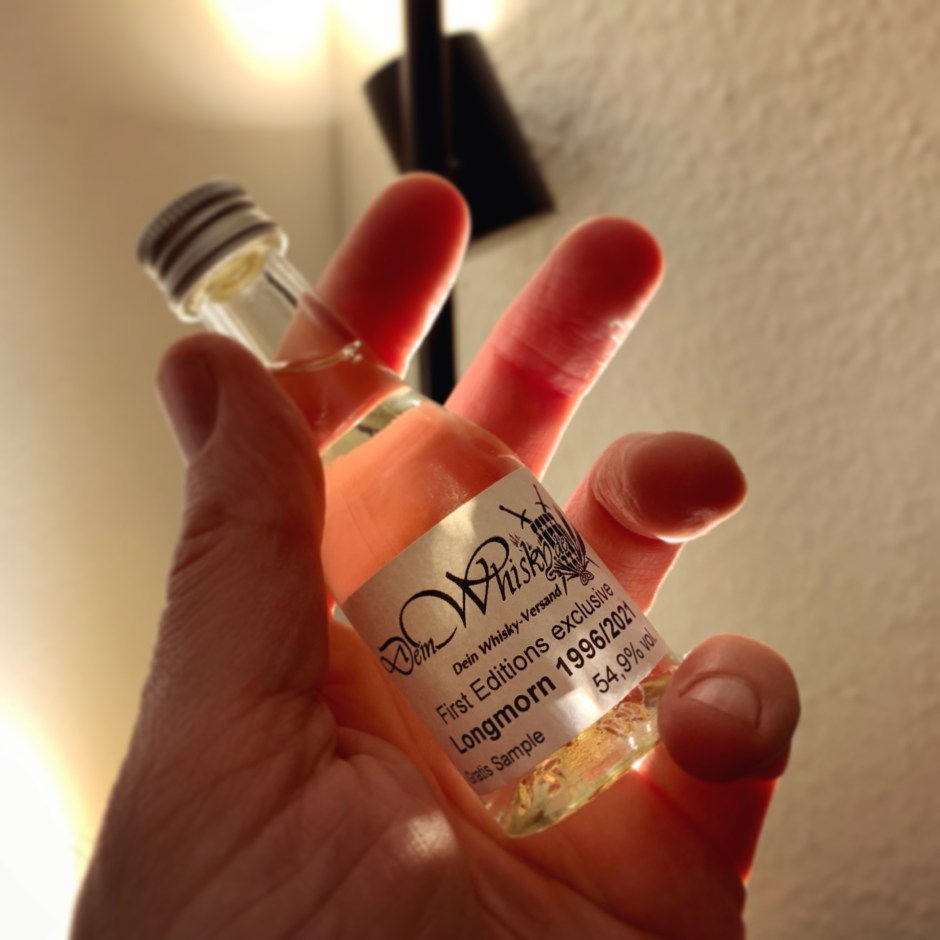 Dein Whisky
Dein Whisky-Versand
First Editions exclusive
Longmorn 1996/2021
54,9% vol.
Gratis Sample